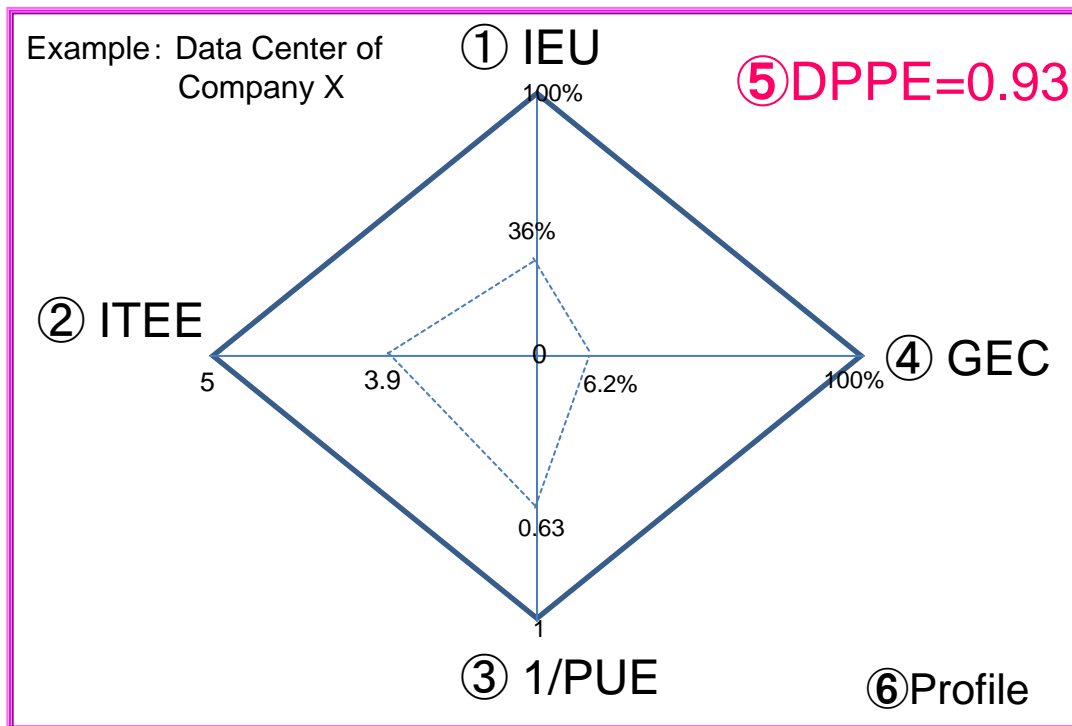 Example: Data Center of
Company X
① IEU
⑤DPPE=0.93
100%
36%
② ITEE
0
④ GEC
5
3.9
6.2%
100%
0.63
1
③ 1/PUE
⑥Profile